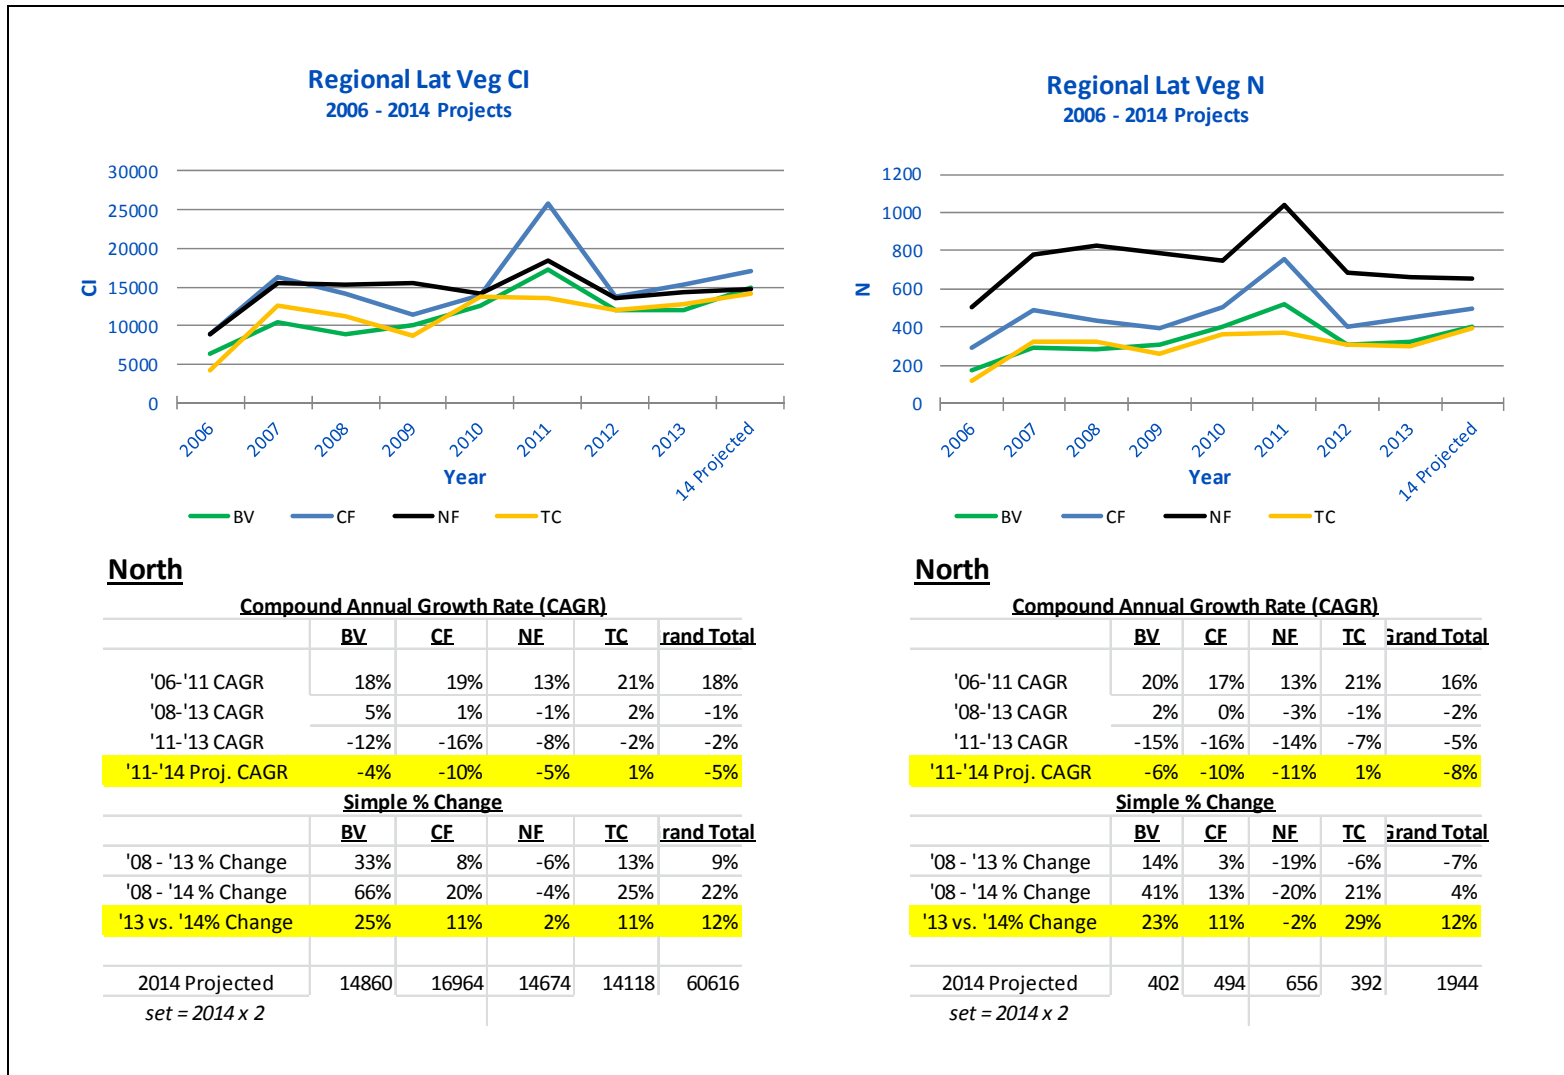 Regional Lat Veg CI
2006 - 2014 Projects
30000
25000
20000
15000
10000
5000
0
CI
2006
2007
2008
2009
2010
2011
2012
2013
14 Projected
Year
BV CF NF TC
Regional Lat Veg N
2006 - 2014 Projects
1200
1000
800
600
400
200
0
N
2006
2007
2008
2009
2010
2011
2012
2013
14 Projected
Year
BV CF NF TC
North
Compound Annual Growth Rate (CAGR)
BV CF NF TC rand Total
'06-'11 CAGR 18% 19% 13% 21% 18%
'08-'13 CAGR 5% 1% -1% 2% -1%
'11-'13 CAGR -12% -16% -8% -2% -2%
'11-'14 Proj. CAGR -4% -10% -5% 1% -5%
Simple % Change
BV CF NF TC rand Total
'08 - '13 % Change 33% 8% -6% 13% 9%
'08 - '14 % Change 66% 20% -4% 25% 22%
'13 vs. '14% Change 25% 11% 2% 11% 12%
2014 Projected 14860 16964 14674 14118 60616
set = 2014 x 2
North
Compound Annual Growth Rate (CAGR)
BV CF NF TC Grand Total
'06-'11 CAGR 20% 17% 13% 21% 16%
'08-'13 CAGR 2% 0% -3% -1% -2%
'11-'13 CAGR -15% -16% -14% -7% -5%
'11-'14 Proj. CAGR -6% -10% -11% 1% -8%
Simple % Change
BV CF NF TC Grand Total
'08 - '13 % Change 14% 3% -19% -6% -7%
'08 - '14 % Change 41% 13% -20% 21% 4%
'13 vs. '14% Change 23% 11% -2% 29% 12%
2014 Projected 402 494 656 392 1944
set = 2014 x 2